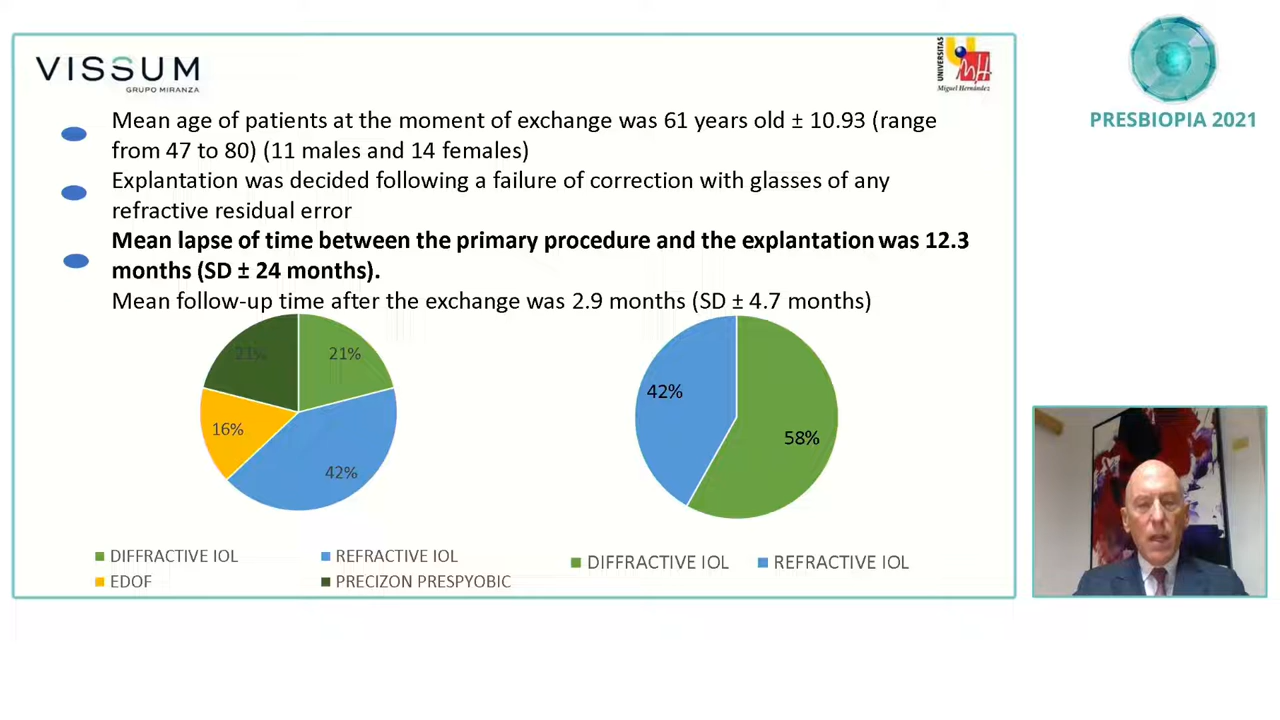 VISSUM
GRUPO MIRANZA
UNIVERSITAS
Miguel Hernández
PRESBIOPIA 2021
Mean age of patients at the moment of exchange was 61 years old ± 10.93 (range
from 47 to 80) (11 males and 14 females)
Explantation was decided following a failure of correction with glasses of any
refractive residual error
Mean lapse of time between the primary procedure and the explantation was 12.3
months (SD ± 24 months).
Mean follow-up time after the exchange was 2.9 months (SD ± 4.7 months)
21%
21%
16%
42%
DIFFRACTIVE IOL
REFRACTIVE IOL
EDOF
PRECIZON PRESPYOBIC
42%
58%
DIFFRACTIVE IOL
REFRACTIVE IOL